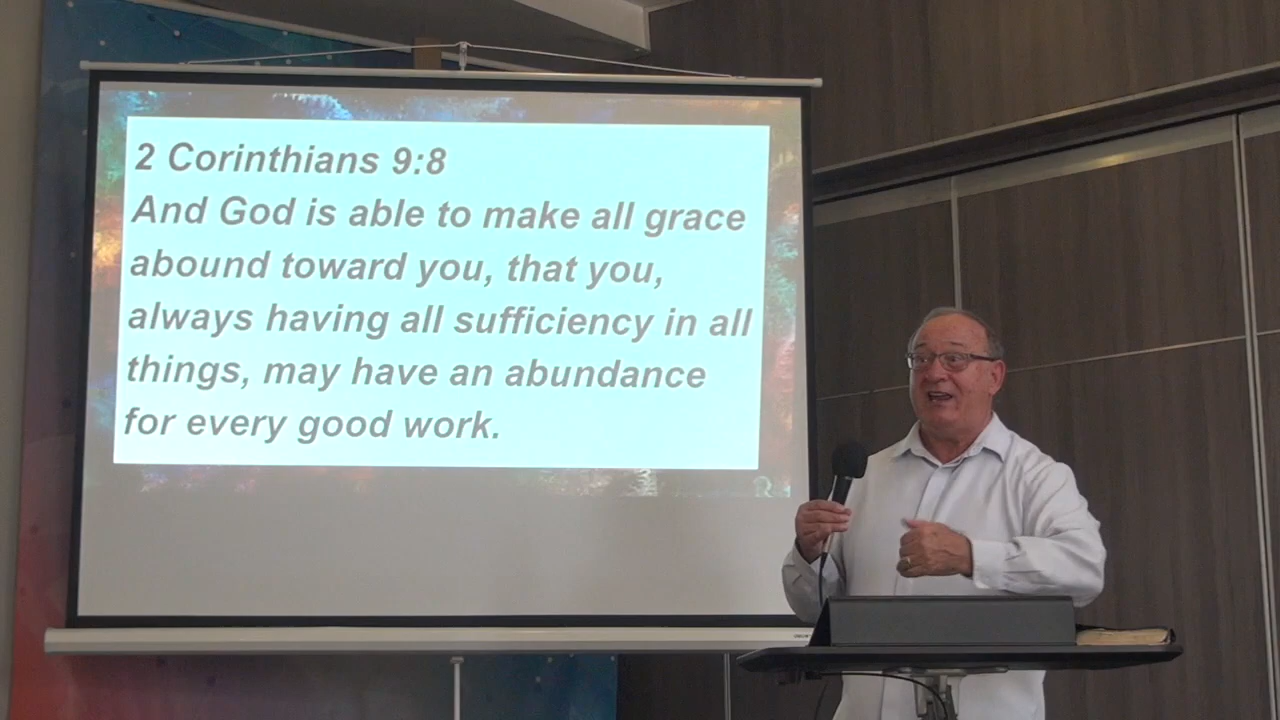 2 Corinthians 9:8
And God is able to make all grace
abound toward you, that you,
always having all sufficiency in all
things, may have an abundance
for every good work.